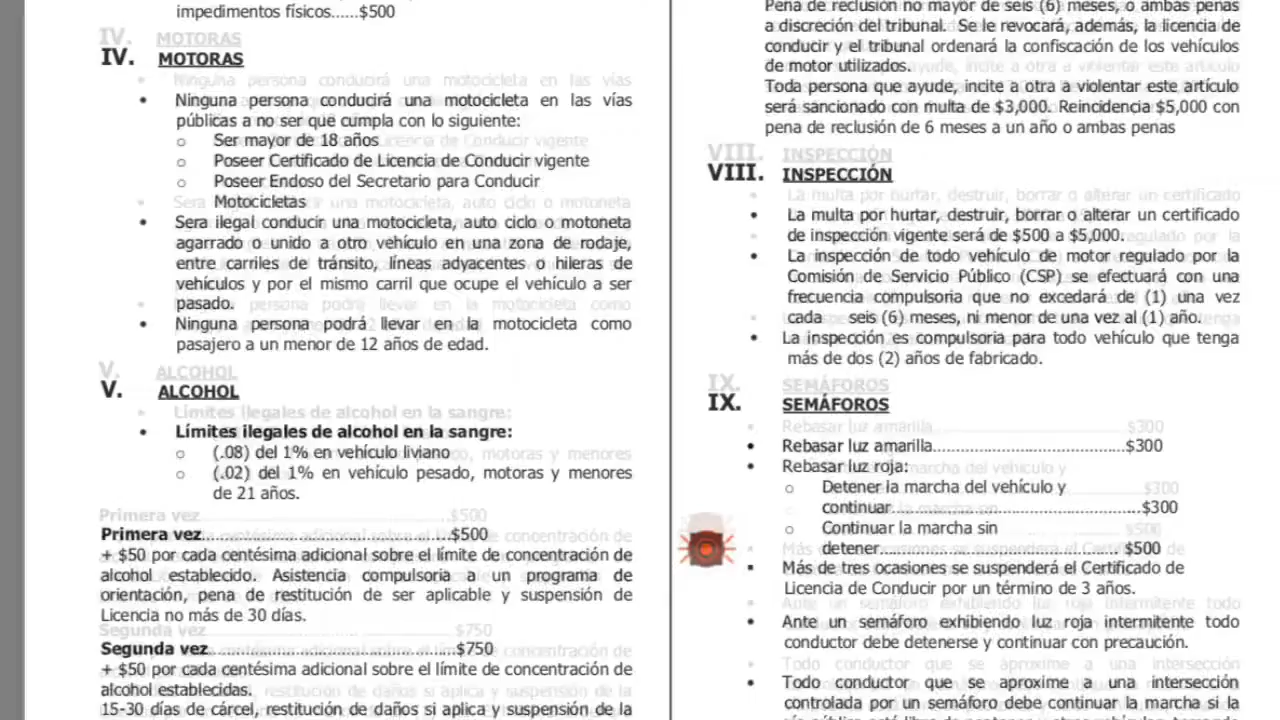 impedimentos físicos......$500
IV. MOTORAS
• Ninguna persona conducirá una motocicleta en las vías
públicas a no ser que cumpla con lo siguiente:
o Ser mayor de 18 años
o Poseer Certificado de Licencia de Conducir vigente
o Poseer Endoso del Secretario para Conducir
Motocicletas
• Sera ilegal conducir una motocicleta, auto ciclo o motoneta
agarrado o unido a otro vehículo en una zona de rodaje,
entre carriles de tránsito, líneas adyacentes o hileras de
vehículos y por el mismo carril que ocupe el vehículo a ser
pasado.
• Ninguna persona podrá llevar en la motocicleta como
pasajero a un menor de 12 años de edad.
V. ALCOHOL
• Límites ilegales de alcohol en la sangre:
o (.08) del 1% en vehículo liviano
o (.02) del 1% en vehículo pesado, motoras y menores
de 21 años.
Primera vez.......................................$500
+ $50 por cada centésima adicional sobre el límite de concentración de
alcohol establecido. Asistencia compulsoria a un programa de
orientación, pena de restitución de ser aplicable y suspensión de
Licencia no más de 30 días.
Segunda vez.......................................$750
+ $50 por cada centésima adicional sobre el límite de concentración de
alcohol establecidas.
15-30 días de cárcel, restitución de daños si aplica y suspensión de la
Pena de reclusión no mayor de seis (6) meses, o ambas penas
a discreción del tribunal. Se le revocará, además, la licencia de
conducir y el tribunal ordenará la confiscación de los vehículos
de motor utilizados.
Toda persona que ayude, incite a otra a violentar este artículo
será sancionado con multa de $3,000. Reincidencia $5,000 con
pena de reclusión de 6 meses a un año o ambas penas
VIII. INSPECCIÓN
• La multa por hurtar, destruir, borrar o alterar un certificado
de inspección vigente será de $500 a $5,000.
• La inspección de todo vehículo de motor regulado por la
Comisión de Servicio Público (CSP) se efectuará con una
frecuencia compulsoria que no excedará de (1) una vez
cada seis (6) meses, ni menor de una vez al (1) año.
• La inspección es compulsoria para todo vehículo que tenga
más de dos (2) años de fabricado.
IX. SEMÁFOROS
• Rebasar luz amarilla..............................$300
• Rebasar luz roja:
o Detener la marcha del vehículo y
continuar..........................................$300
o Continuar la marcha sin
detener........................................ $500
• Más de tres ocasiones se suspenderá el Certificado de
Licencia de Conducir por un término de 3 años.
• Ante un semáforo exhibiendo luz roja intermitente todo
conductor debe detenerse y continuar con precaución.
• Todo conductor que se aproxime a una intersección
controlada por un semáforo debe continuar la marcha si la